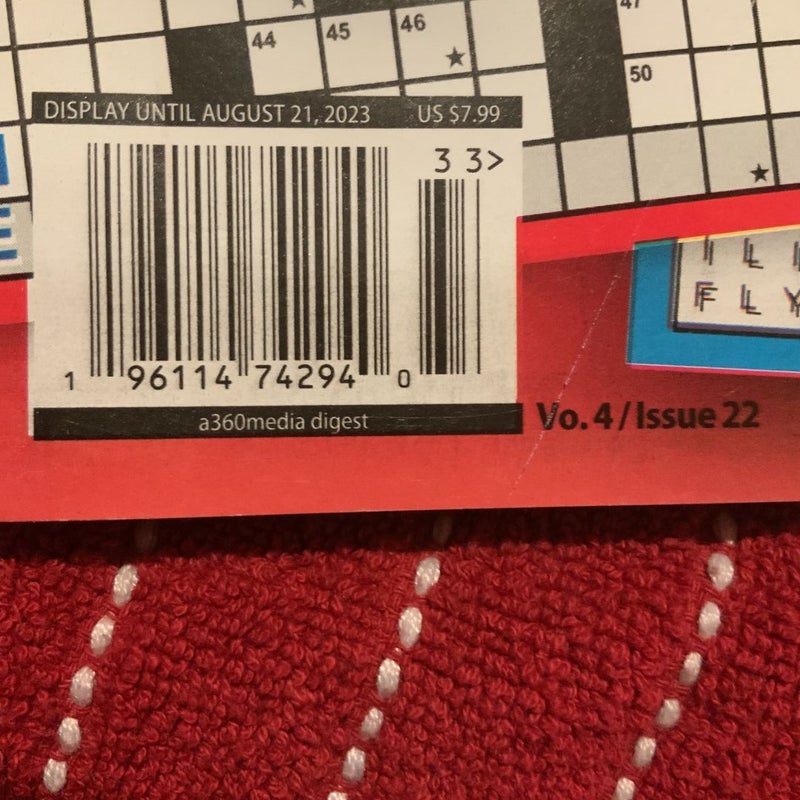 44 45 46 47
50
DISPLAY UNTIL AUGUST 21, 2023 US $7.99
3 3>
I L
F L Y
1 96114 74294 0
a360media digest
Vo. 4 / Issue 22